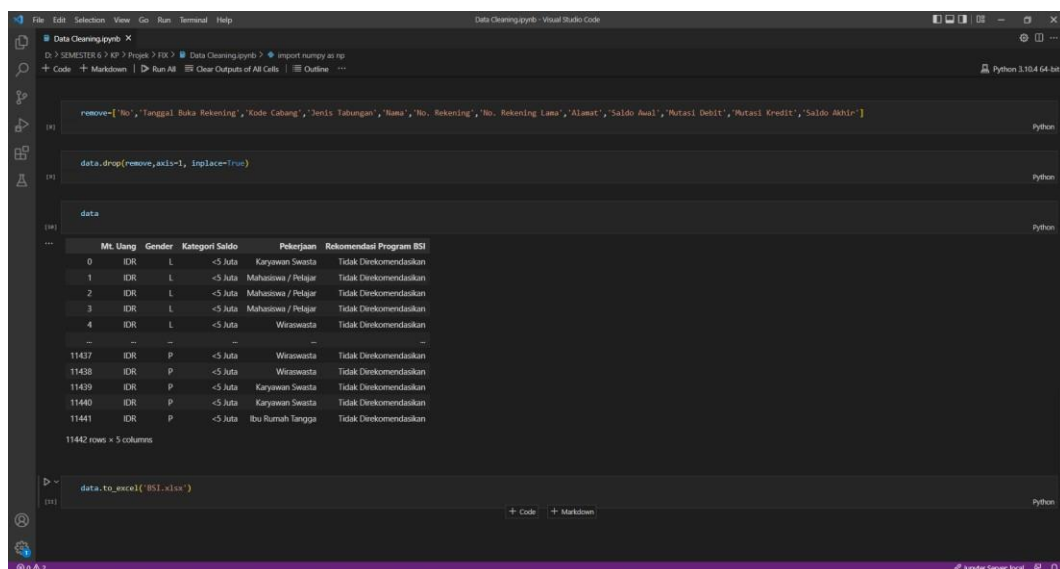 File Edit Selection View Go Run Terminal Help Data Cleaning.ipynb - Visual Studio Code
Data Cleaning.ipynb X
D: > SEMESTER 6 > KP > Projek > FIX > Data Cleaning.ipynb > import numpy as np
+ Code + Markdown | Run All Clear Outputs of All Cells | Outline ... Python 3.10.4 64-bit
remove=['No','Tanggal Buka Rekening','Kode Cabang','Jenis Tabungan','Nama','No. Rekening','No. Rekening Lama','Alamat','Saldo Awal','Mutasi Debit','Mutasi Kredit','Saldo Akhir']
Python
data.drop(remove,axis=1, inplace=True)
[9] Python
data
[10] Python
Mt. Uang Gender Kategori Saldo Pekerjaan Rekomendasi Program BSI
0 IDR L <5 Juta Karyawan Swasta Tidak Direkomendasikan
1 IDR L <5 Juta Mahasiswa / Pelajar Tidak Direkomendasikan
2 IDR L <5 Juta Mahasiswa / Pelajar Tidak Direkomendasikan
3 IDR L <5 Juta Mahasiswa / Pelajar Tidak Direkomendasikan
4 IDR L <5 Juta Wiraswasta Tidak Direkomendasikan
... ... ... ... ... ...
11437 IDR P <5 Juta Wiraswasta Tidak Direkomendasikan
11438 IDR P <5 Juta Wiraswasta Tidak Direkomendasikan
11439 IDR P <5 Juta Karyawan Swasta Tidak Direkomendasikan
11440 IDR P <5 Juta Karyawan Swasta Tidak Direkomendasikan
11441 IDR P <5 Juta Ibu Rumah Tangga Tidak Direkomendasikan
11442 rows × 5 columns
data.to_excel('BSI.xlsx')
[11] Python
+ Code + Markdown
Jupyter Server: local